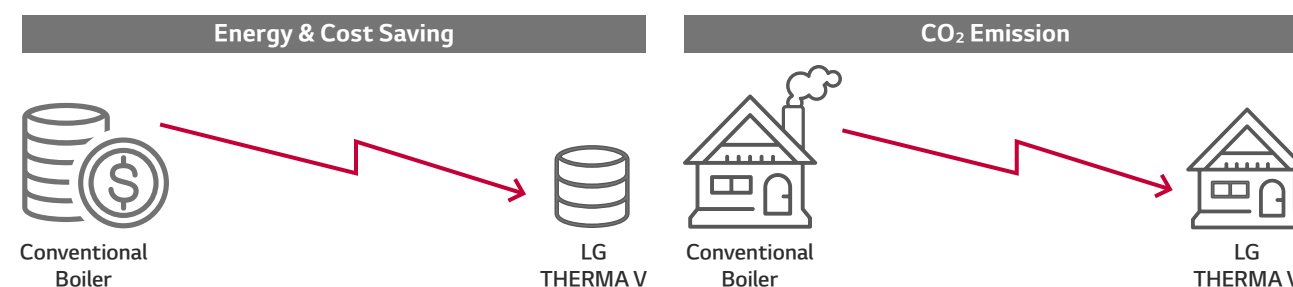 Energy & Cost Saving
CO₂ Emission
$
Conventional
Boiler
LG
THERMA V
Conventional
Boiler
LG
THERMA V